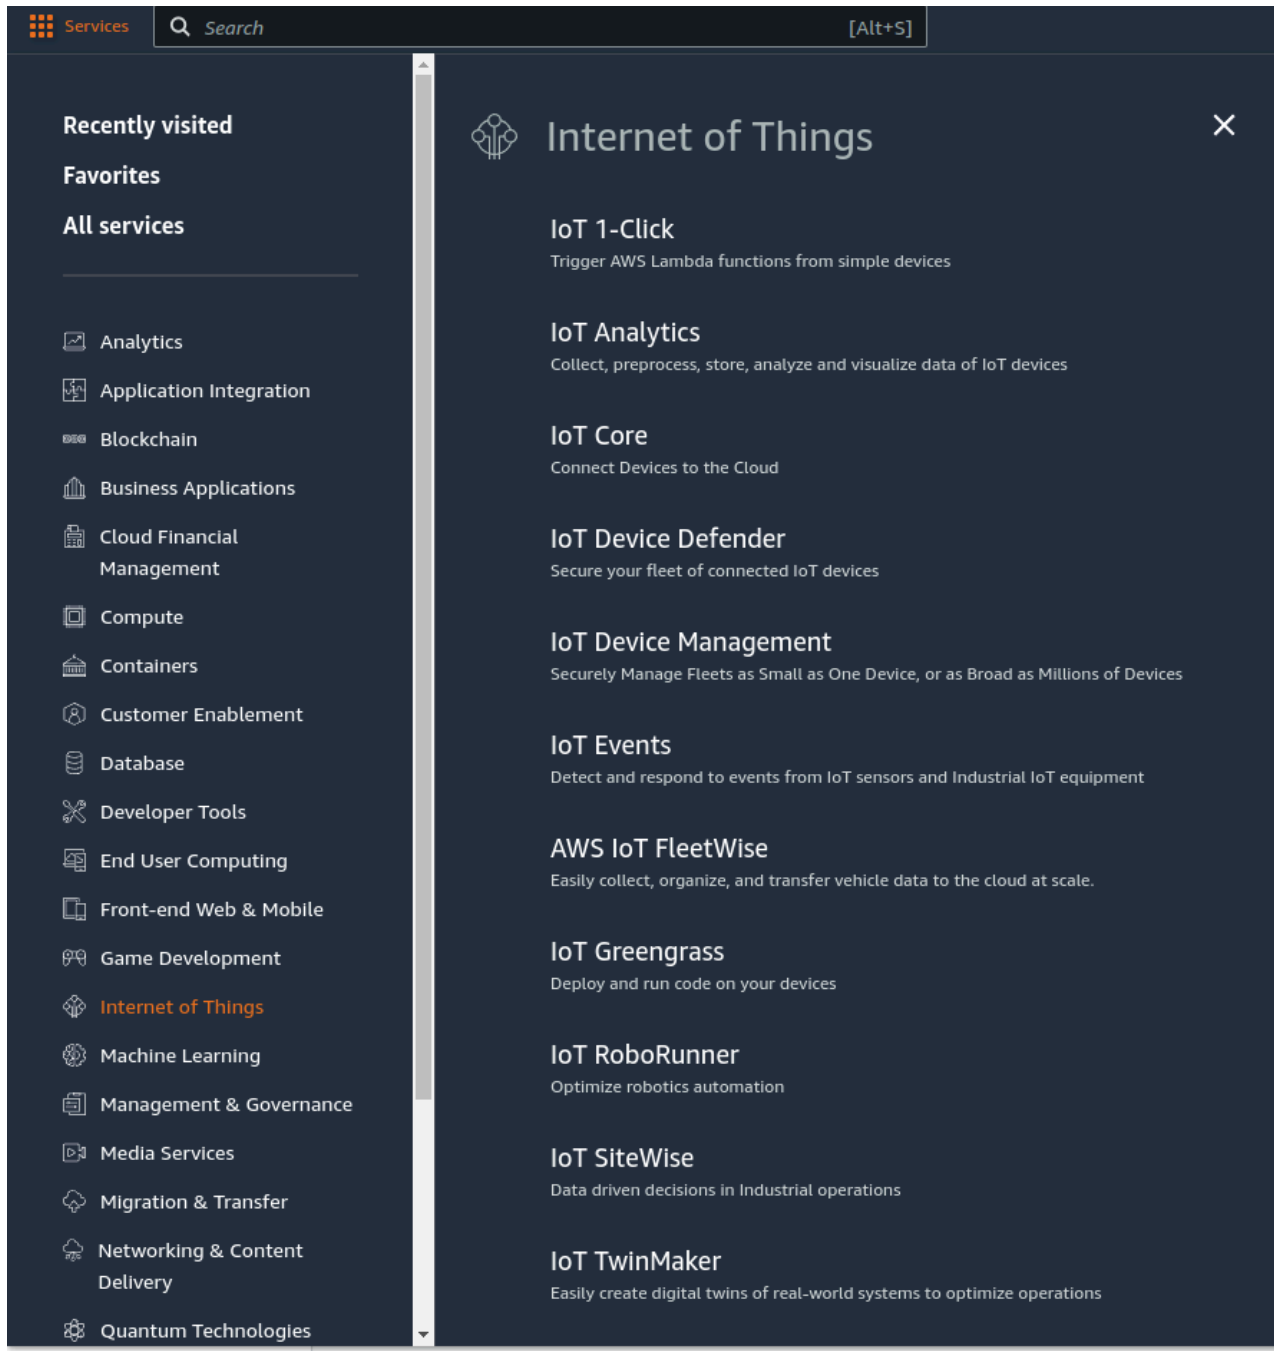 Services
Search [Alt+S]
Recently visited
Favorites
All services
Analytics
Application Integration
Blockchain
Business Applications
Cloud Financial
Management
Compute
Containers
Customer Enablement
Database
Developer Tools
End User Computing
Front-end Web & Mobile
Game Development
Internet of Things
Machine Learning
Management & Governance
Media Services
Migration & Transfer
Networking & Content
Delivery
Quantum Technologies
Internet of Things
IoT 1-Click
Trigger AWS Lambda functions from simple devices
IoT Analytics
Collect, preprocess, store, analyze and visualize data of IoT devices
IoT Core
Connect Devices to the Cloud
IoT Device Defender
Secure your fleet of connected IoT devices
IoT Device Management
Securely Manage Fleets as Small as One Device, or as Broad as Millions of Devices
IoT Events
Detect and respond to events from IoT sensors and Industrial IoT equipment
AWS IoT FleetWise
Easily collect, organize, and transfer vehicle data to the cloud at scale.
IoT Greengrass
Deploy and run code on your devices
IoT RoboRunner
Optimize robotics automation
IoT SiteWise
Data driven decisions in Industrial operations
IoT TwinMaker
Easily create digital twins of real-world systems to optimize operations